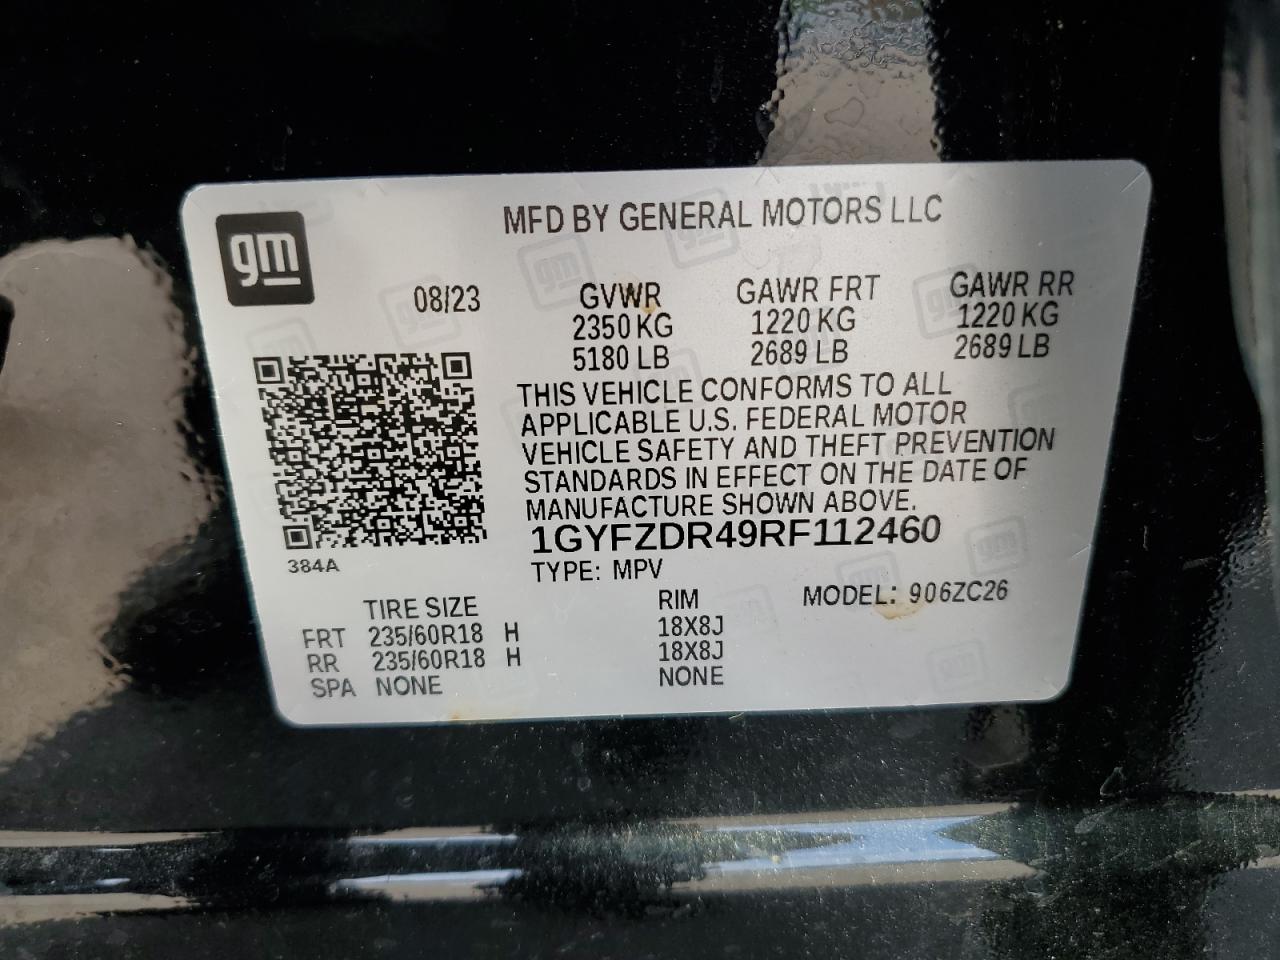 gm
MFD BY GENERAL MOTORS LLC
08/23
GVWR GAWR FRT GAWR RR
2350 KG 1220 KG 1220 KG
5180 LB 2689 LB 2689 LB
THIS VEHICLE CONFORMS TO ALL
APPLICABLE U.S. FEDERAL MOTOR
VEHICLE SAFETY AND THEFT PREVENTION
STANDARDS IN EFFECT ON THE DATE OF
MANUFACTURE SHOWN ABOVE.
1GYFZDR49RF112460
384A
TYPE: MPV MODEL: 906ZC26
TIRE SIZE RIM
FRT 235/60R18 H 18X8J
RR 235/60R18 H 18X8J
SPA NONE NONE